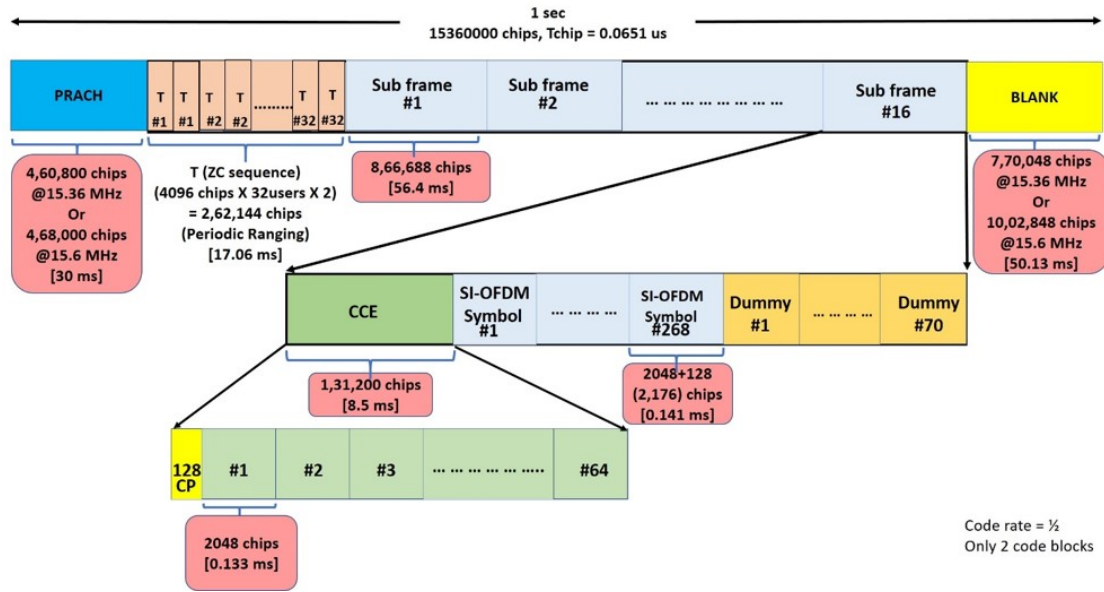 1 sec
15360000 chips, Tchip = 0.0651 us
PRACH
T
#1
T
#1
T
#2
T
#2
.........
T
#32
T
#32
Sub frame
#1
Sub frame
#2
... ... ... ... ... ... ... ...
Sub frame
#16
BLANK
4,60,800 chips
@15.36 MHz
Or
4,68,000 chips
@15.6 MHz
[30 ms]
T (ZC sequence)
(4096 chips X 32users X 2)
= 2,62,144 chips
(Periodic Ranging)
[17.06 ms]
8,66,688 chips
[56.4 ms]
7,70,048 chips
@15.36 MHz
Or
10,02,848 chips
@15.6 MHz
[50.13 ms]
CCE
SI-OFDM
Symbol
#1
... ... ... ...
SI-OFDM
Symbol
#268
Dummy
#1
... ... ... ...
Dummy
#70
1,31,200 chips
[8.5 ms]
2048+128
(2,176) chips
[0.141 ms]
128
CP
#1
#2
#3
... ... ... ... ... .....
#64
2048 chips
[0.133 ms]
Code rate = ½
Only 2 code blocks